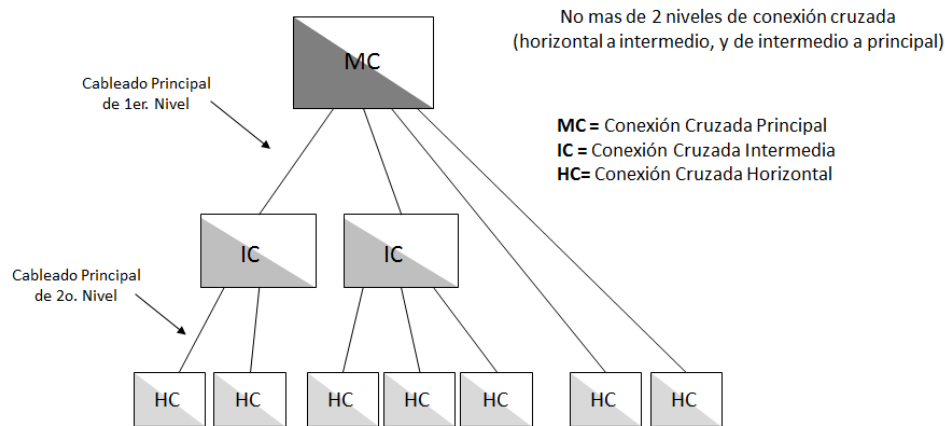 No mas de 2 niveles de conexión cruzada
(horizontal a intermedio, y de intermedio a principal)
MC
Cableado Principal
de 1er. Nivel
MC = Conexión Cruzada Principal
IC = Conexión Cruzada Intermedia
HC= Conexión Cruzada Horizontal
IC
IC
Cableado Principal
de 2o. Nivel
HC
HC
HC
HC
HC
HC
HC